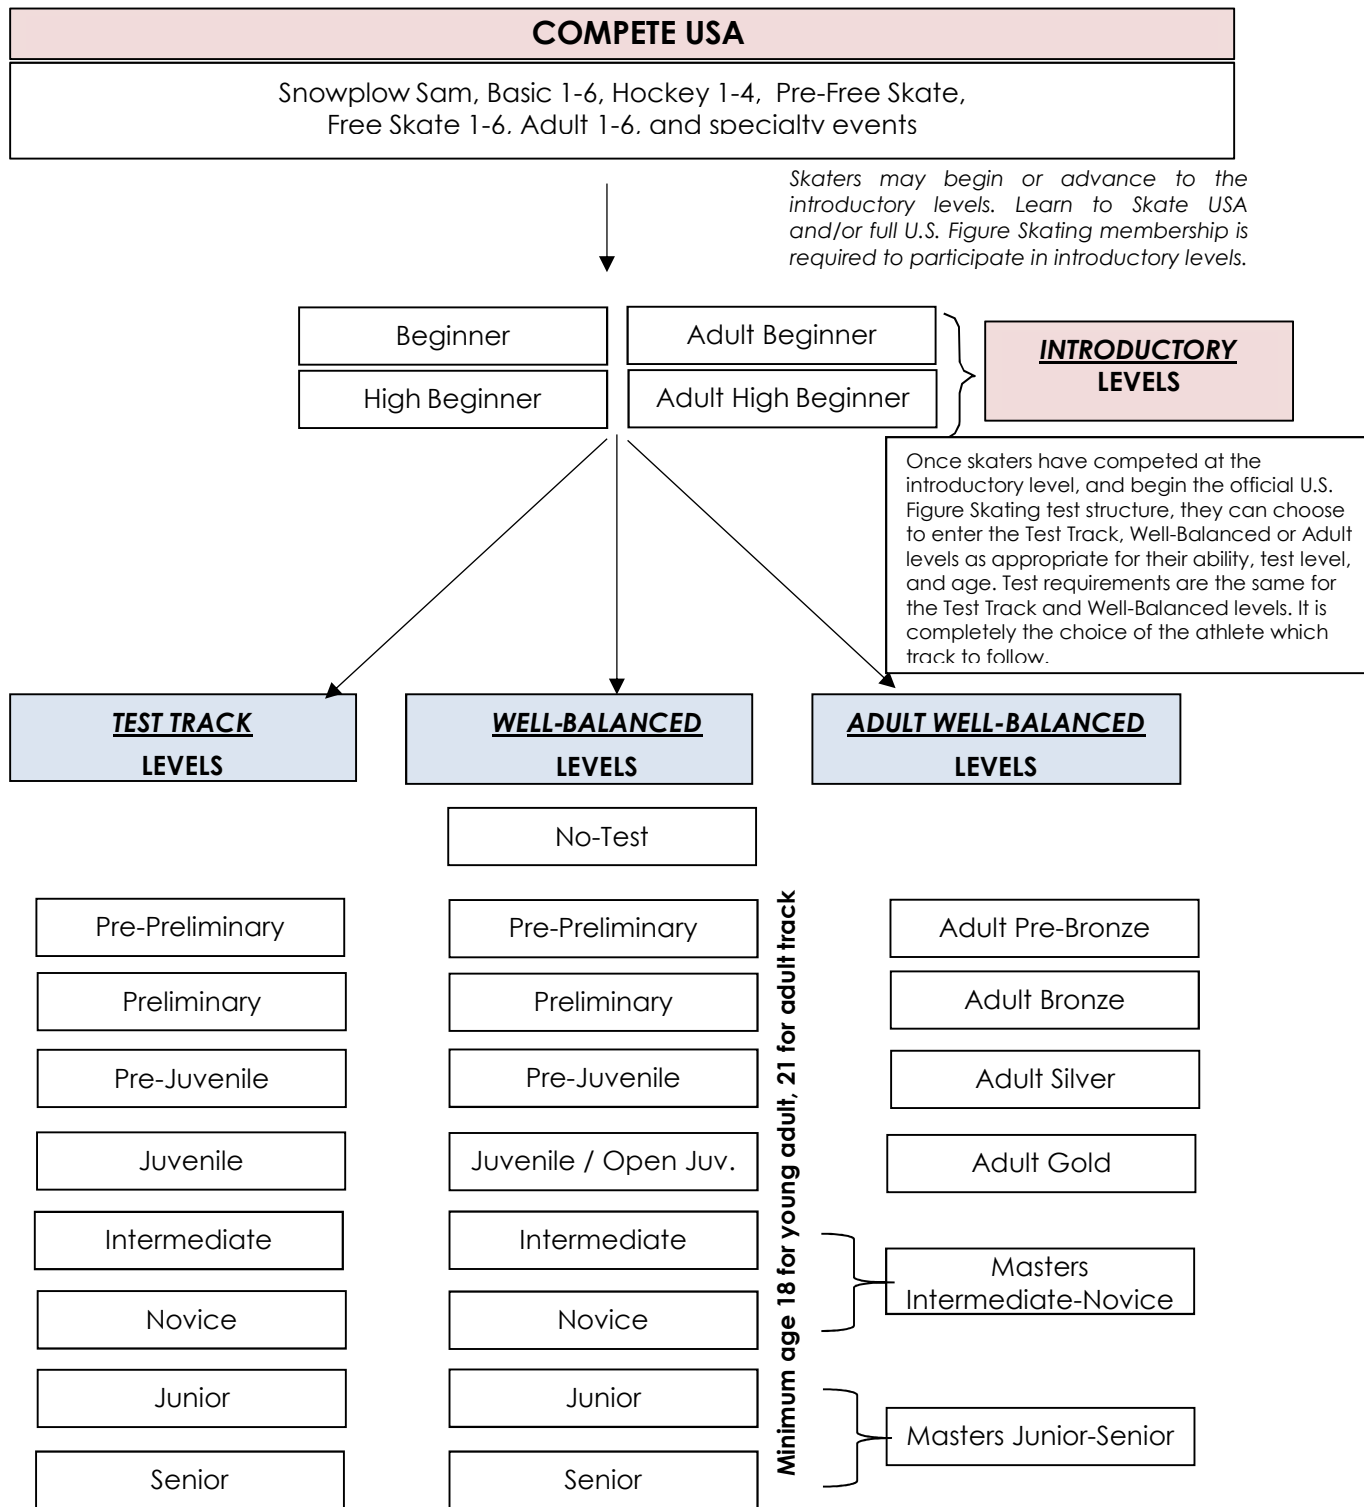 COMPETE USA
Snowplow Sam, Basic 1-6, Hockey 1-4, Pre-Free Skate,
Free Skate 1-6, Adult 1-6, and specialty events
Skaters may begin or advance to the
introductory levels. Learn to Skate USA
and/or full U.S. Figure Skating membership is
required to participate in introductory levels.
Beginner
Adult Beginner
High Beginner
Adult High Beginner
INTRODUCTORY
LEVELS
Once skaters have competed at the
introductory level, and begin the official U.S.
Figure Skating test structure, they can choose
to enter the Test Track, Well-Balanced or Adult
levels as appropriate for their ability, test level,
and age. Test requirements are the same for
the Test Track and Well-Balanced levels. It is
completely the choice of the athlete which
track to follow.
TEST TRACK
LEVELS
WELL-BALANCED
LEVELS
ADULT WELL-BALANCED
LEVELS
No-Test
Pre-Preliminary
Pre-Preliminary
Adult Pre-Bronze
Preliminary
Preliminary
Adult Bronze
Pre-Juvenile
Pre-Juvenile
Adult Silver
Juvenile
Juvenile / Open Juv.
Adult Gold
Intermediate
Intermediate
Masters
Intermediate-Novice
Novice
Novice
Junior
Junior
Masters Junior-Senior
Senior
Senior
Minimum age 18 for young adult, 21 for adult track